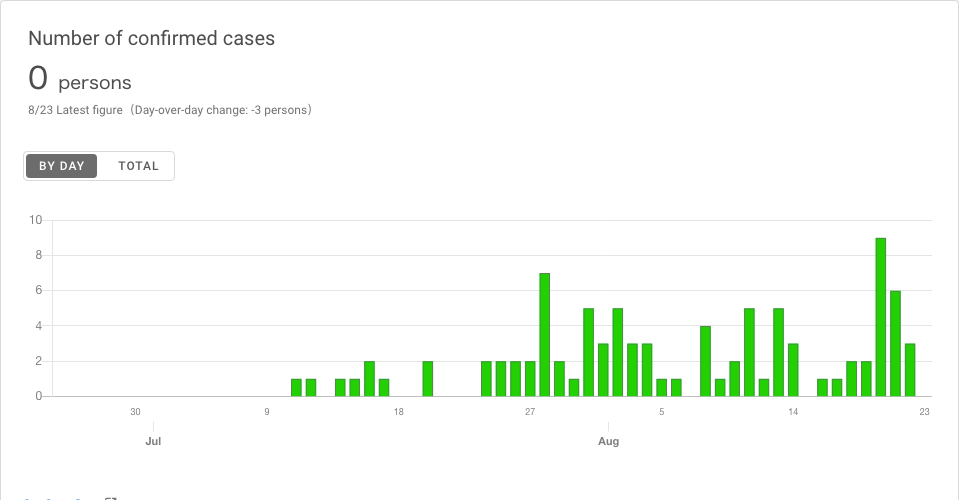 Number of confirmed cases
0 persons
8/23 Latest figure（Day-over-day change: -3 persons）
BY DAY TOTAL
10
8
6
4
2
0
30 9 18 27 5 14 23
Jul Aug